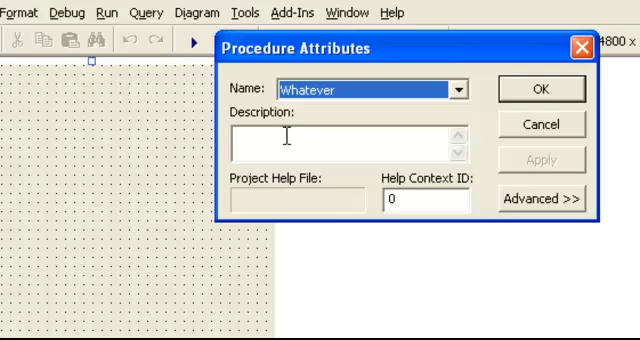 Format Debug Run Query Diagram Tools Add-Ins Window Help
4800 x
Procedure Attributes
Name: Whatever
OK
Description:
Cancel
Apply
Project Help File: Help Context ID:
0
Advanced >>